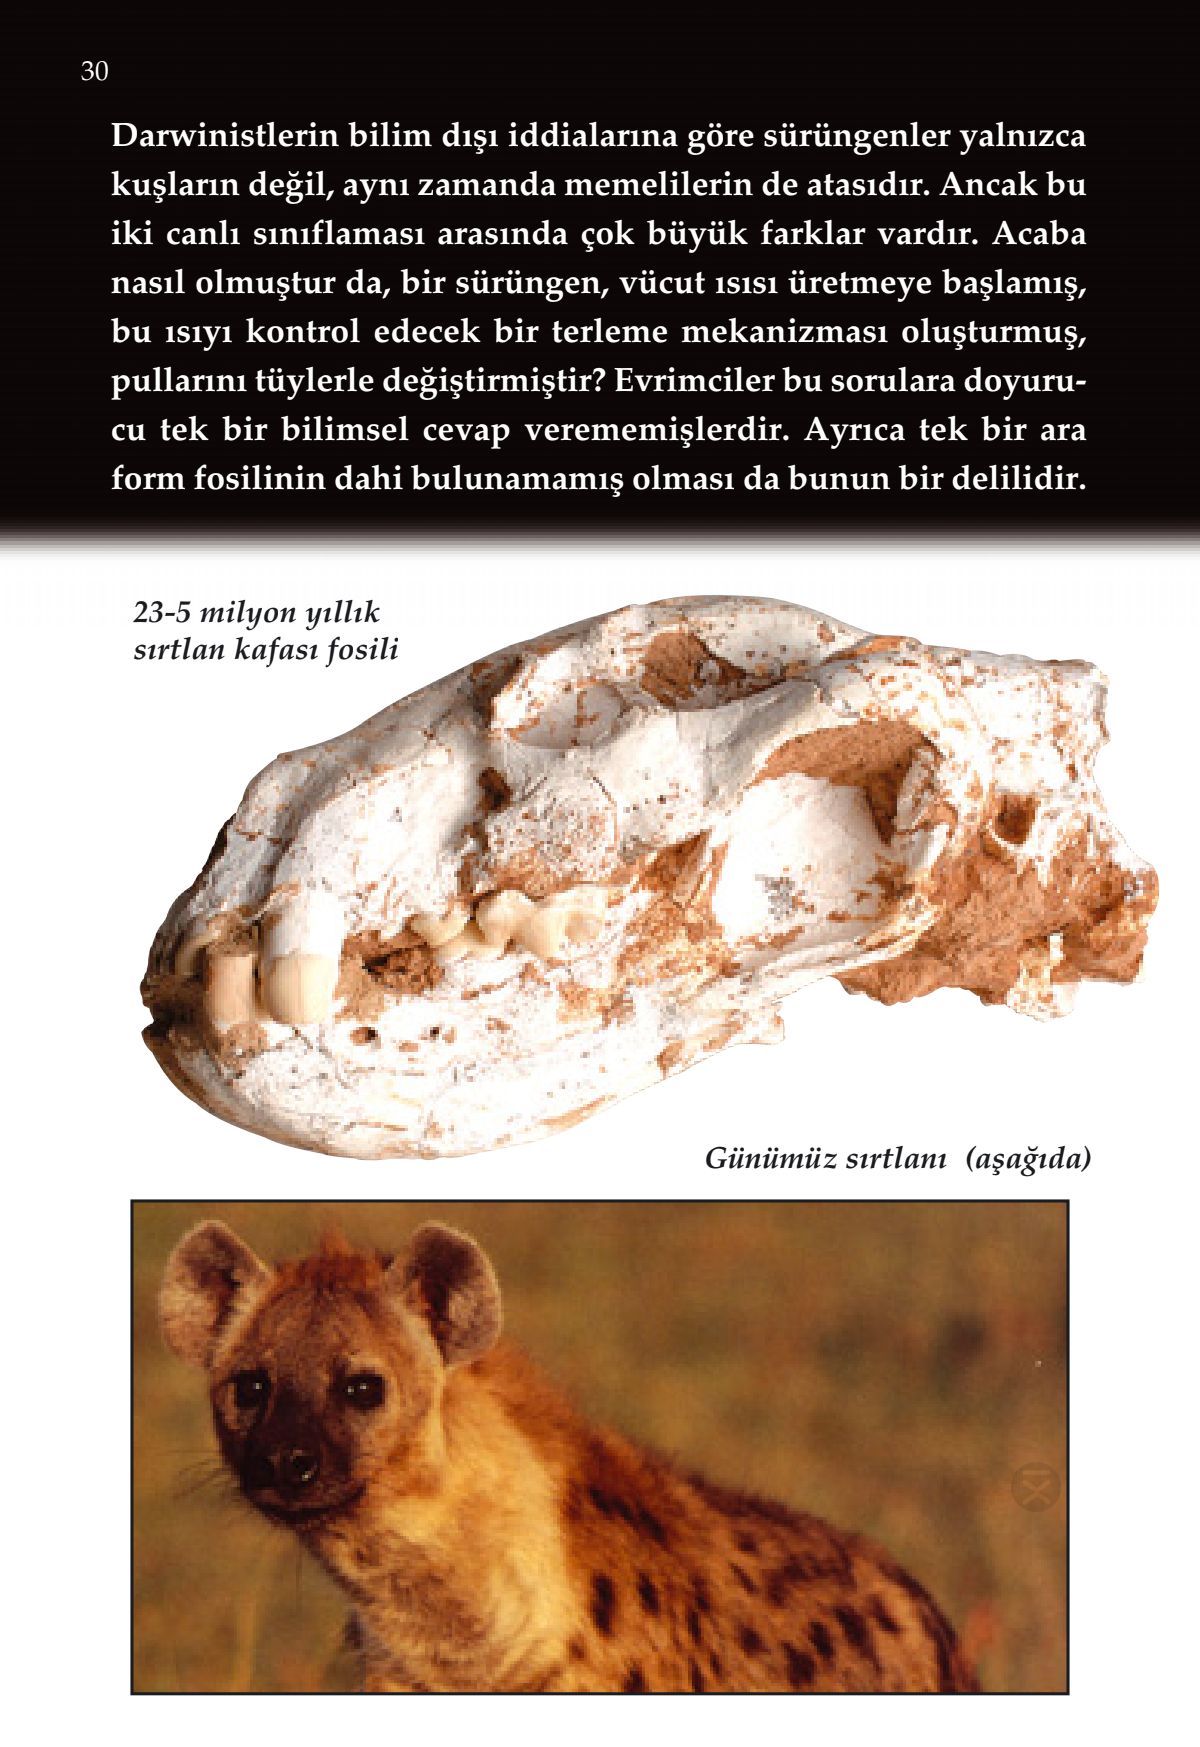 30
Darwinistlerin bilim dışı iddialarına göre sürüngenler yalnızca
kuşların değil, aynı zamanda memelilerin de atasıdır. Ancak bu
iki canlı sınıflaması arasında çok büyük farklar vardır. Acaba
nasıl olmuştur da, bir sürüngen, vücut ısısı üretmeye başlamış,
bu ısıyı kontrol edecek bir terleme mekanizması oluşturmuş,
pullarını tüylerle değiştirmiştir? Evrimciler bu sorulara doyuru-
cu tek bir bilimsel cevap verememişlerdir. Ayrıca tek bir ara
form fosilinin dahi bulunamamış olması da bunun bir delilidir.
23-5 milyon yıllık
sırtlan kafası fosili
Günümüz sırtlanı (aşağıda)